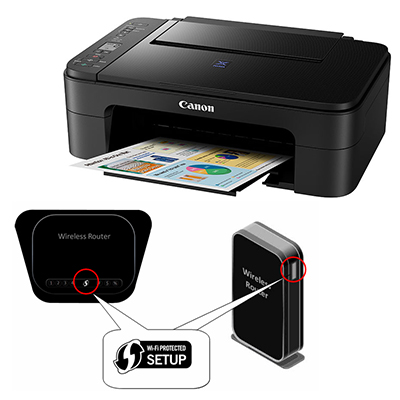 Canon
Wireless Router
Wireless
Router
Wi-Fi PROTECTED
SETUP